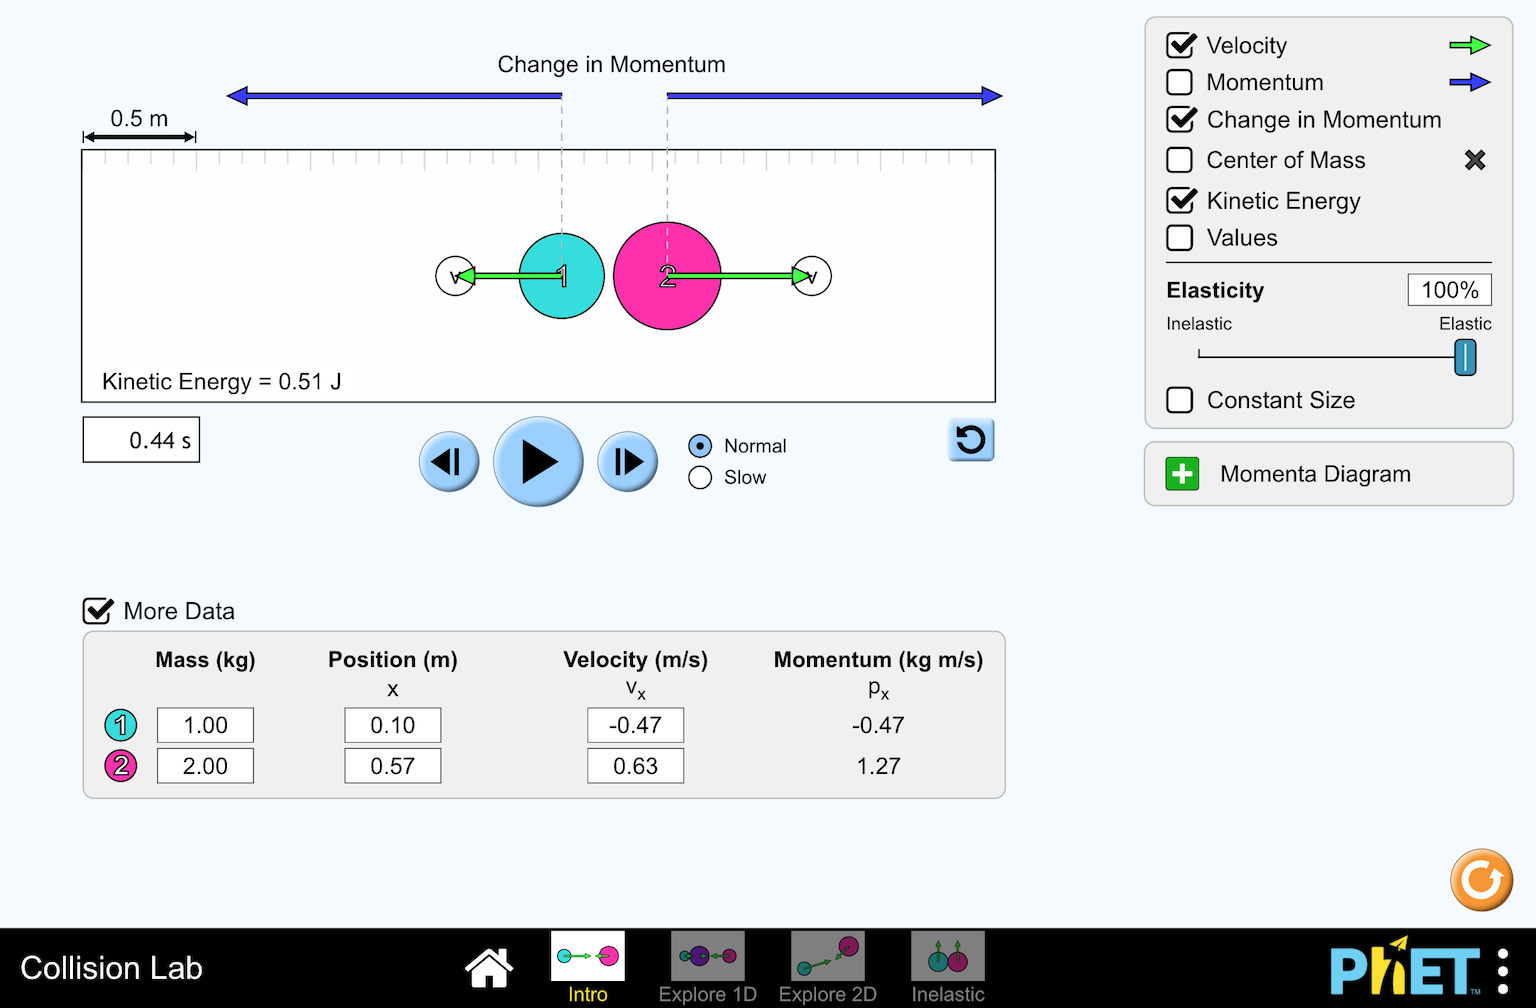 Change in Momentum
0.5 m
1
2
v
v
Kinetic Energy = 0.51 J
0.44 s
Normal
Slow
Velocity
Momentum
Change in Momentum
Center of Mass
Kinetic Energy
Values
Elasticity
100%
Inelastic Elastic
Constant Size
Momenta Diagram
More Data
Mass (kg) Position (m) Velocity (m/s) Momentum (kg m/s)
x vx px
1 1.00 0.10 -0.47 -0.47
2 2.00 0.57 0.63 1.27
Collision Lab
Intro
Explore 1D
Explore 2D
Inelastic
PhET™